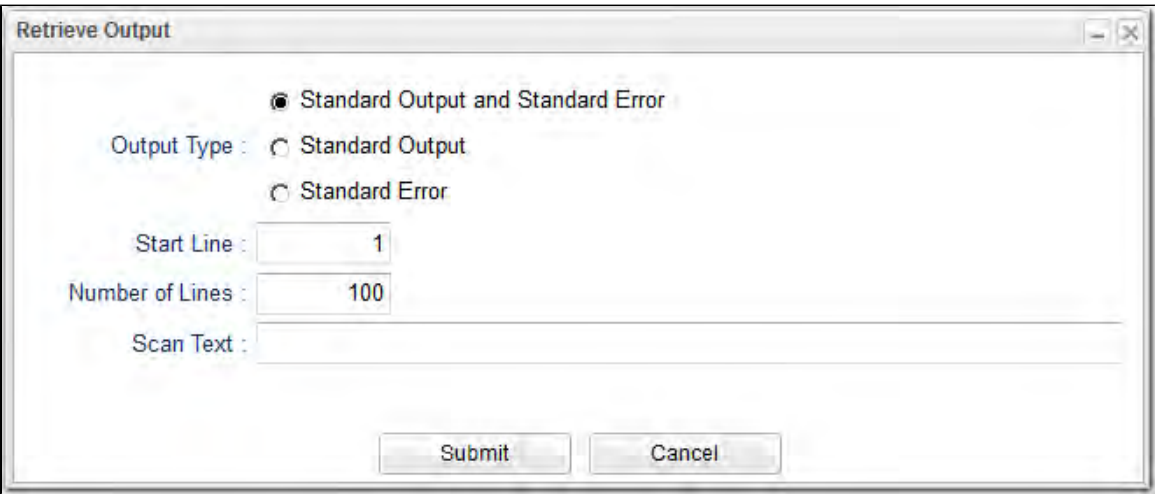 Retrieve Output
Standard Output and Standard Error
Output Type : Standard Output
Standard Error
Start Line : 1
Number of Lines : 100
Scan Text :
Submit Cancel